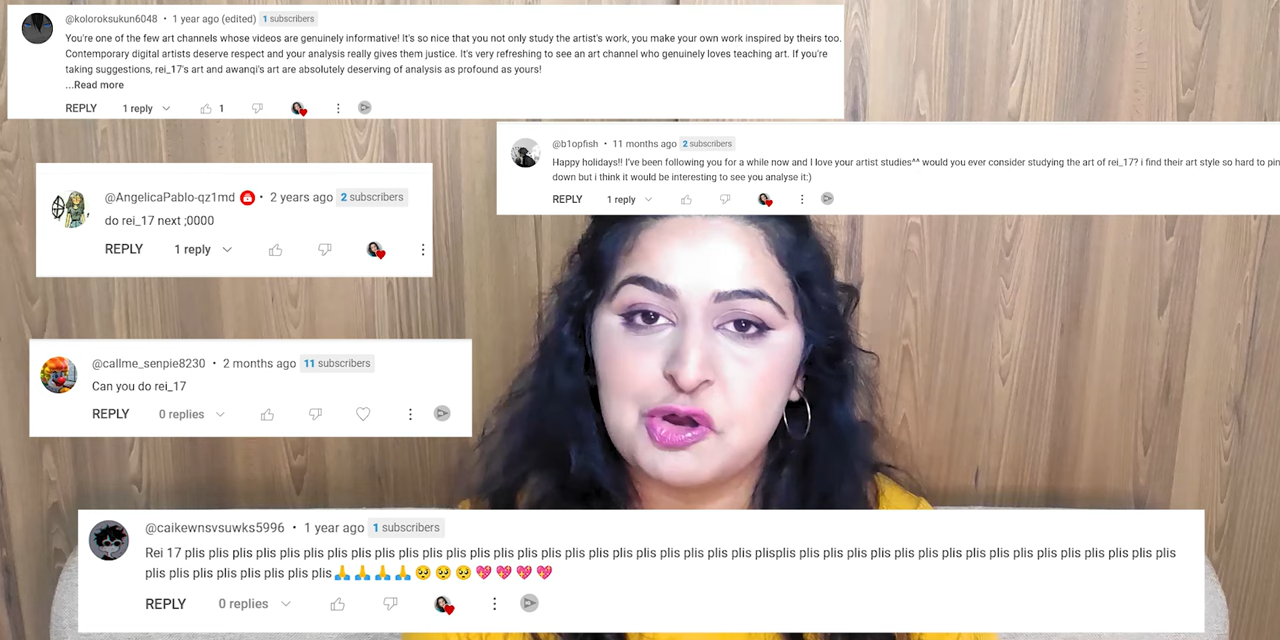 @koloroksukun6048 • 1 year ago (edited) 1 subscribers
You're one of the few art channels whose videos are genuinely informative! It's so nice that you not only study the artist's work, you make your own work inspired by theirs too.
Contemporary digital artists deserve respect and your analysis really gives them justice. It's very refreshing to see an art channel who genuinely loves teaching art. If you're
taking suggestions, rei_17's art and awanqi's art are absolutely deserving of analysis as profound as yours!
...Read more
REPLY 1 reply 1
@b1opfish • 11 months ago 2 subscribers
Happy holidays!! I've been following you for a while now and I love your artist studies^^ would you ever consider studying the art of rei_17? i find their art style so hard to pin
down but i think it would be interesting to see you analyse it:)
REPLY 1 reply
@AngelicaPablo-qz1md • 2 years ago 2 subscribers
do rei_17 next ;0000
REPLY 1 reply
@callme_senpie8230 • 2 months ago 11 subscribers
Can you do rei_17
REPLY 0 replies
@caikewnsvsuwks5996 • 1 year ago 1 subscribers
Rei 17 plis plis plis plis plis plis plis plis plis plis plis plis plis plis plis plis plis plis plis plis plis plis plis plis plisplis plis plis plis plis plis plis plis plis plis plis plis plis plis plis plis plis
plis plis plis plis plis plis plis plis🙏🙏🙏🙏🥺🥺🥺💖💖💖💖
REPLY 0 replies